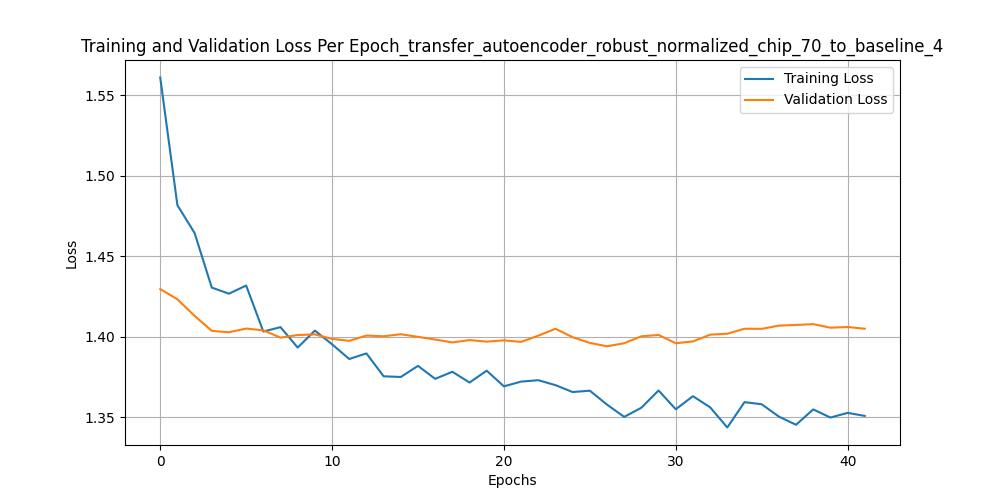 Training and Validation Loss Per Epoch_transfer_autoencoder_robust_normalized_chip_70_to_baseline_4
Training Loss
Validation Loss
1.55
1.50
1.45
1.40
1.35
Loss
0
10
20
30
40
Epochs